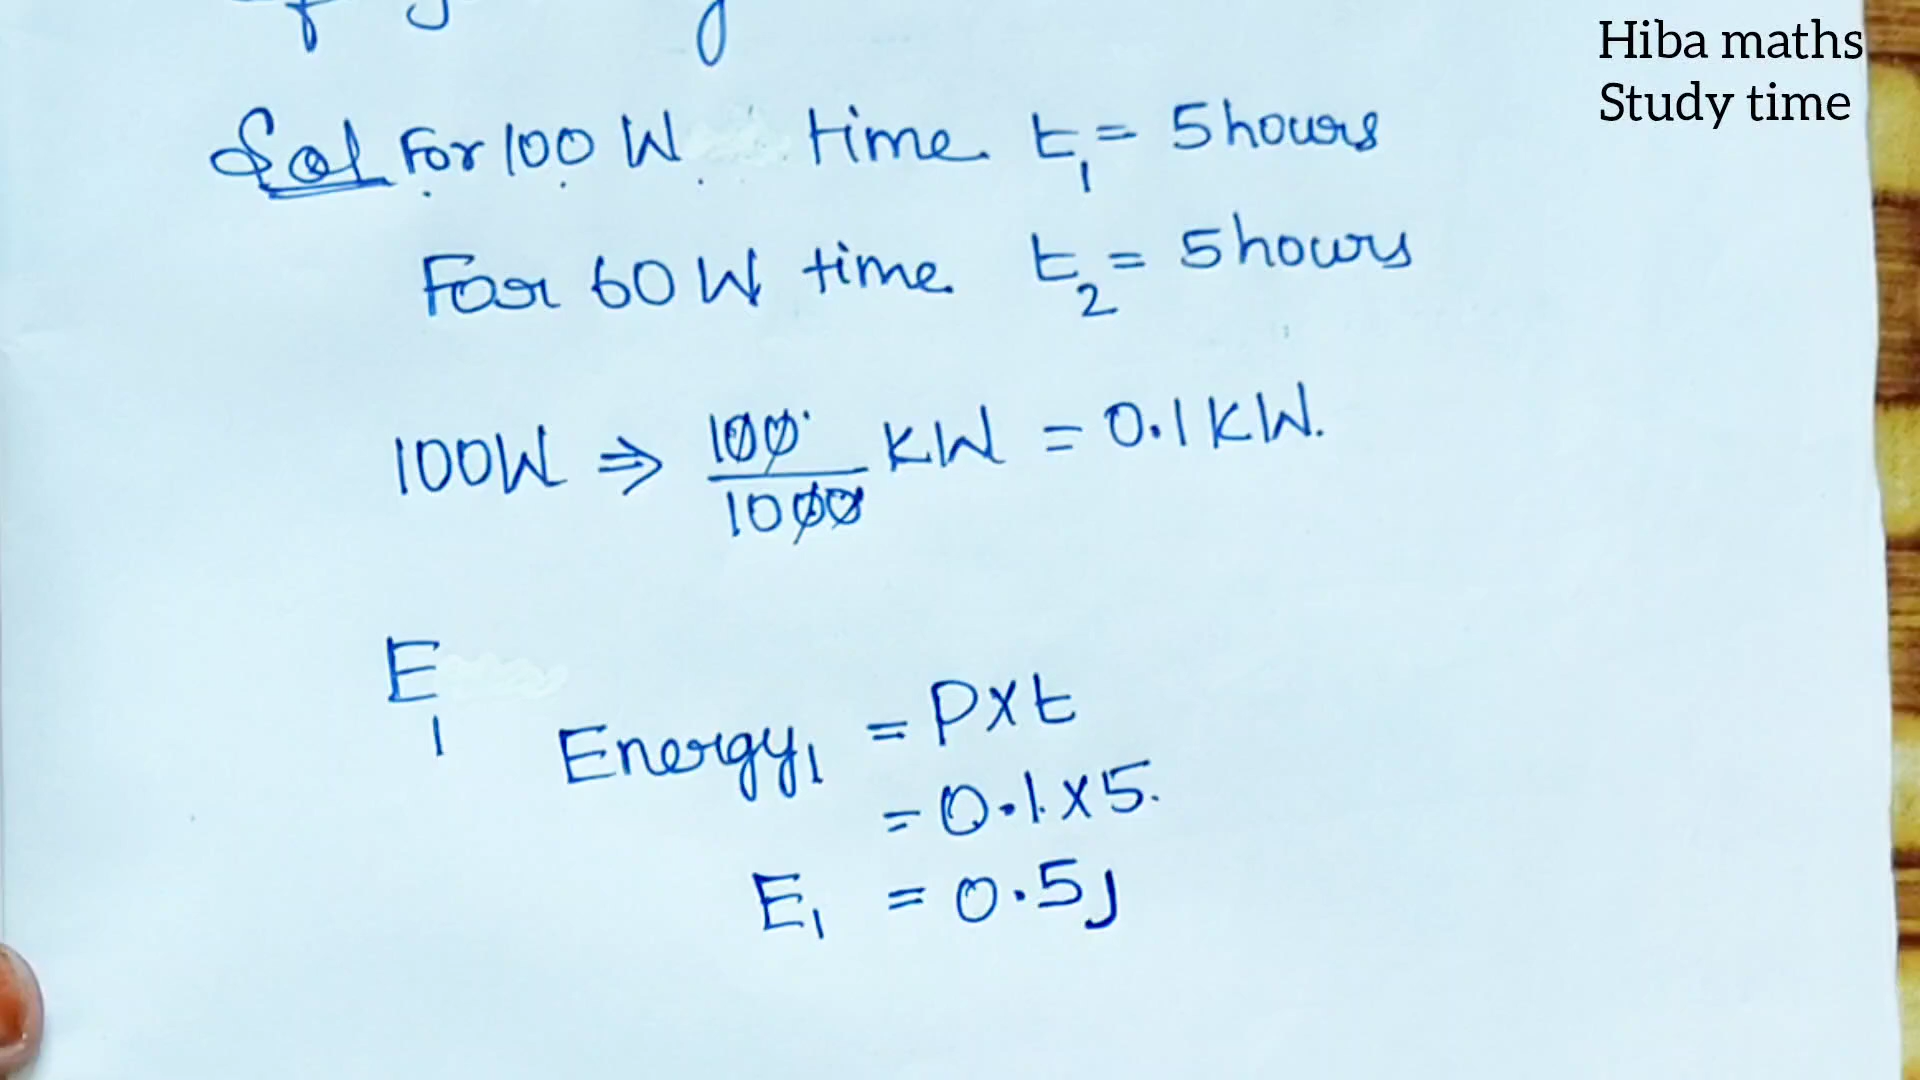 Hiba maths
Study time
Sol For 100 W time t1 = 5 hours
For 60 W time t2 = 5 hours
100W ⇒ 100/1000 KW = 0.1 KW.
E1
Energy1 = P×t
= 0.1×5.
E1 = 0.5J